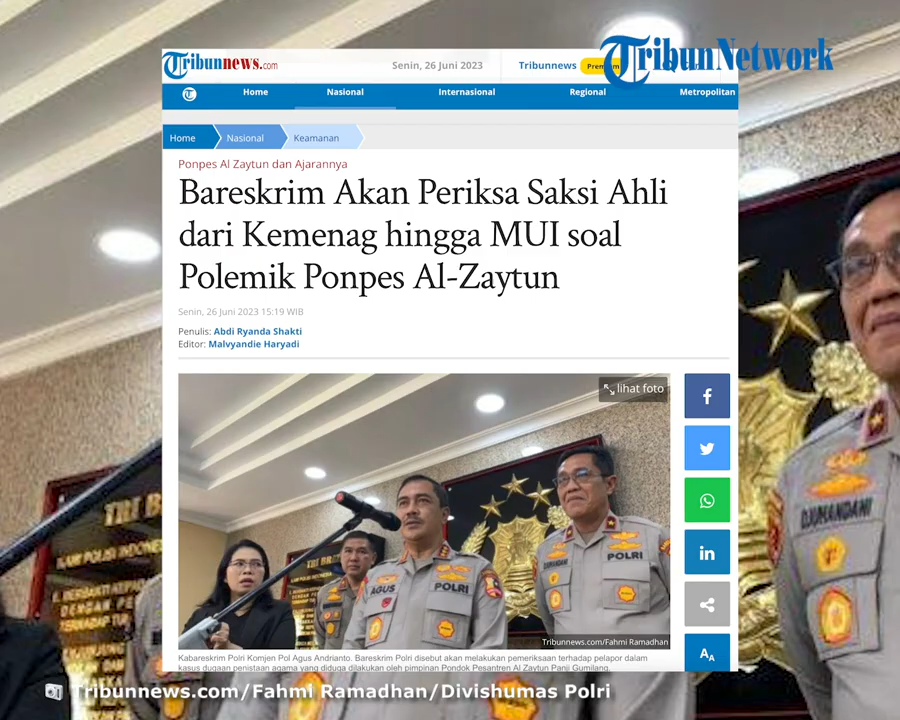 TribunNetwork
Tribunnews.com
Senin, 26 Juni 2023
Tribunnews
Home
Nasional
Internasional
Regional
Metropolitan
Home
Nasional
Keamanan
Ponpes Al Zaytun dan Ajarannya
Bareskrim Akan Periksa Saksi Ahli
dari Kemenag hingga MUI soal
Polemik Ponpes Al-Zaytun
Senin, 26 Juni 2023 15:19 WIB
Penulis: Abdi Ryanda Shakti
Editor: Malvyandie Haryadi
lihat foto
AGUS
POLRI
DJUHANDANI
POLRI
DJUHANDANI
Tribunnews.com/Fahmi Ramadhan
Kabareskrim Polri Komjen Pol Agus Andrianto. Bareskrim Polri disebut akan melakukan pemeriksaan terhadap pelapor dalam
kasus dugaan penistaan agama yang diduga dilakukan oleh pimpinan Pondok Pesantren Al Zaytun Panji Gumilang.
Tribunnews.com/Fahmi Ramadhan/Divishumas Polri